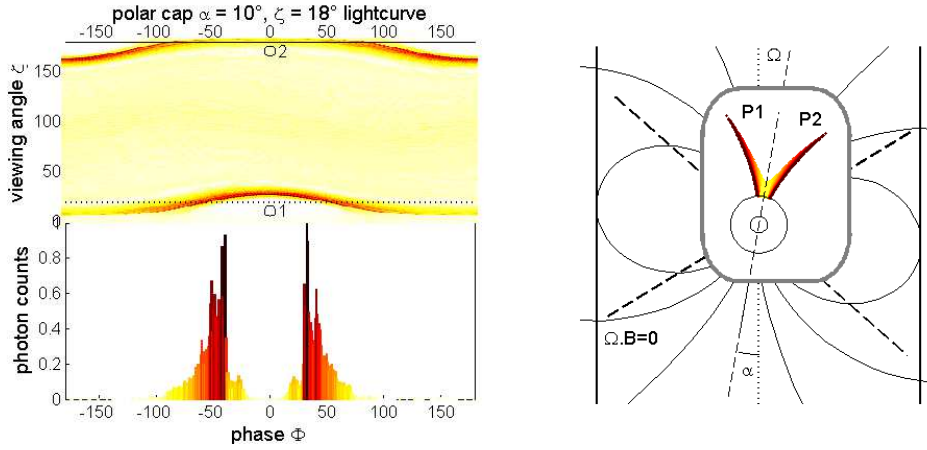 polar cap α = 10°, ζ = 18° lightcurve
-150 -100 -50 0 50 100 150
viewing angle ζ
150
100
50
0
O2
O1
photon counts
1
0.8
0.6
0.4
0.2
0
-150 -100 -50 0 50 100 150
phase Φ
Ω
P1
P2
Ω.B=0
α